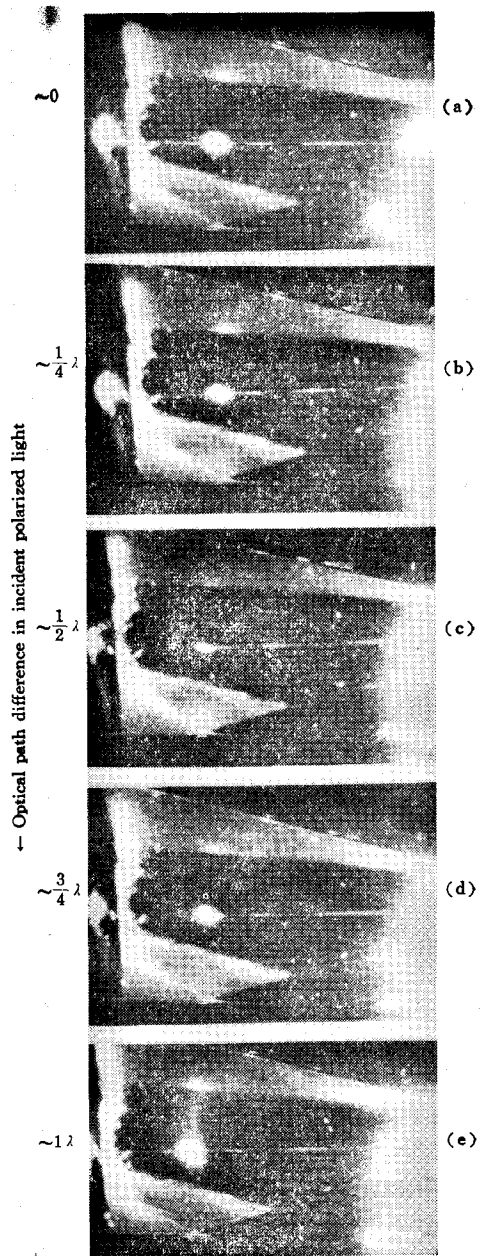 ~0
(a)
~1/4 λ
(b)
← Optical path difference in incident polarized light
~1/2 λ
(c)
~3/4 λ
(d)
~1 λ
(e)